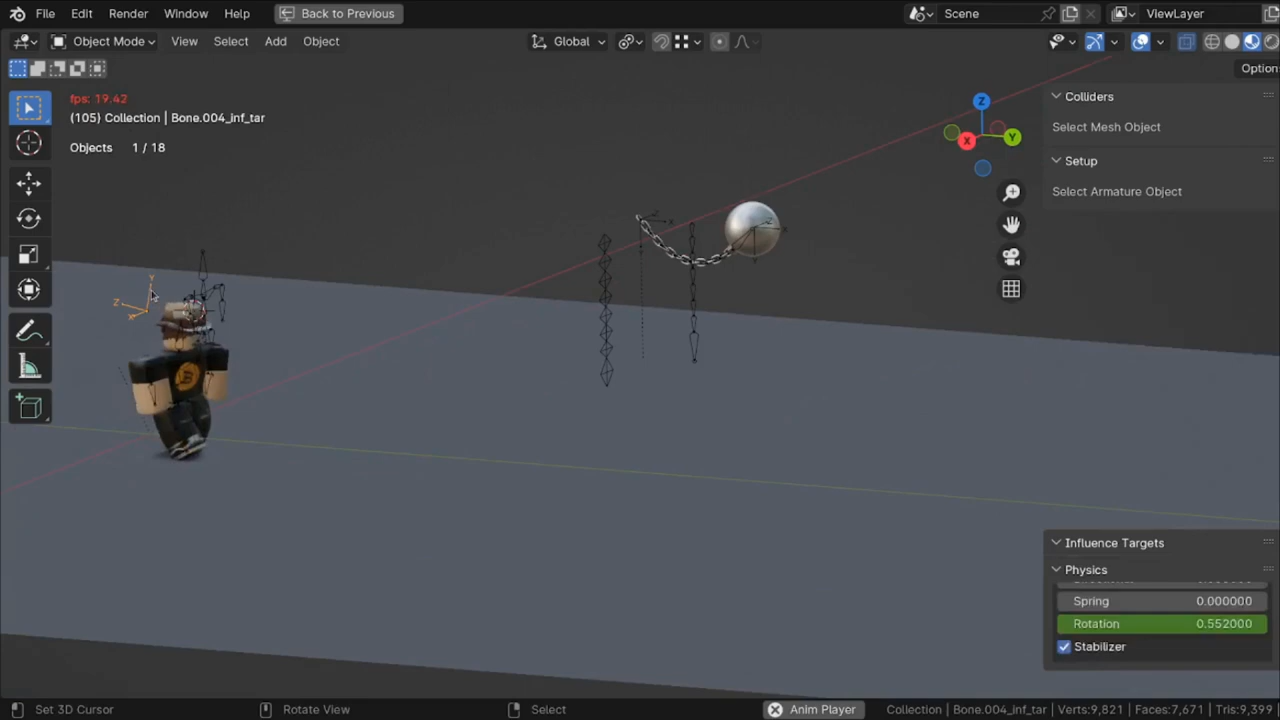 File Edit Render Window Help Back to Previous Scene ViewLayer
Object Mode View Select Add Object Global
Option
fps: 19.42
(105) Collection | Bone.004_inf_tar
Objects 1 / 18
Colliders
Select Mesh Object
Setup
Select Armature Object
Z
Y
X
Influence Targets
Physics
Spring 0.000000
Rotation 0.552000
Stabilizer
Set 3D Cursor Rotate View Select Anim Player Collection | Bone.004_inf_tar | Verts:9,821 | Faces:7,671 | Tris:9,399